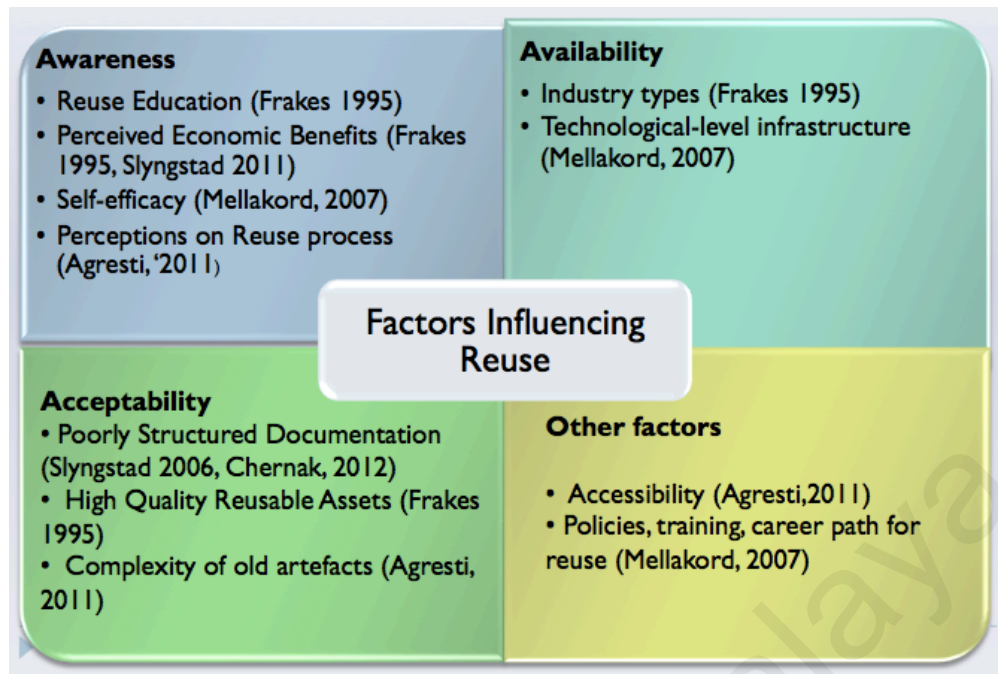 Awareness
• Reuse Education (Frakes 1995)
• Perceived Economic Benefits (Frakes
1995, Slyngstad 2011)
• Self-efficacy (Mellakord, 2007)
• Perceptions on Reuse process
(Agresti, ‘2011)
Availability
• Industry types (Frakes 1995)
• Technological-level infrastructure
(Mellakord, 2007)
Factors Influencing
Reuse
Acceptability
• Poorly Structured Documentation
(Slyngstad 2006, Chernak, 2012)
• High Quality Reusable Assets (Frakes
1995)
• Complexity of old artefacts (Agresti,
2011)
Other factors
• Accessibility (Agresti,2011)
• Policies, training, career path for
reuse (Mellakord, 2007)
alaya